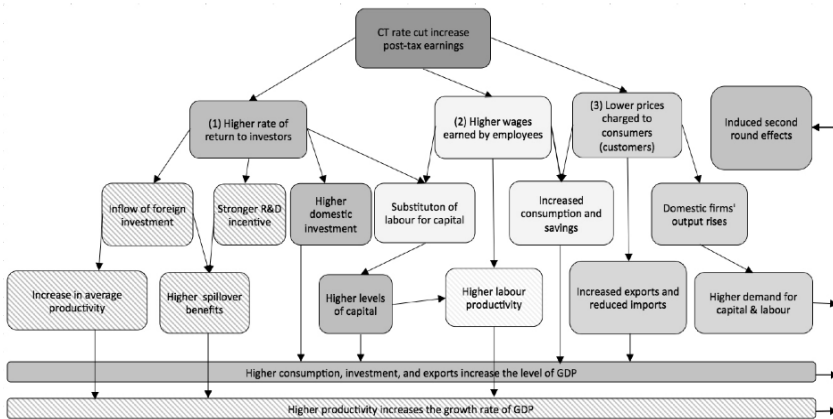 CT rate cut increase
post-tax earnings
(1) Higher rate of
return to investors
(2) Higher wages
earned by employees
(3) Lower prices
charged to
consumers
(customers)
Induced second
round effects
Inflow of foreign
investment
Stronger R&D
incentive
Higher
domestic
investment
Substituton of
labour for capital
Increased
consumption and
savings
Domestic firms'
output rises
Increase in average
productivity
Higher spillover
benefits
Higher levels
of capital
Higher labour
productivity
Increased exports and
reduced imports
Higher demand for
capital & labour
Higher consumption, investment, and exports increase the level of GDP
Higher productivity increases the growth rate of GDP